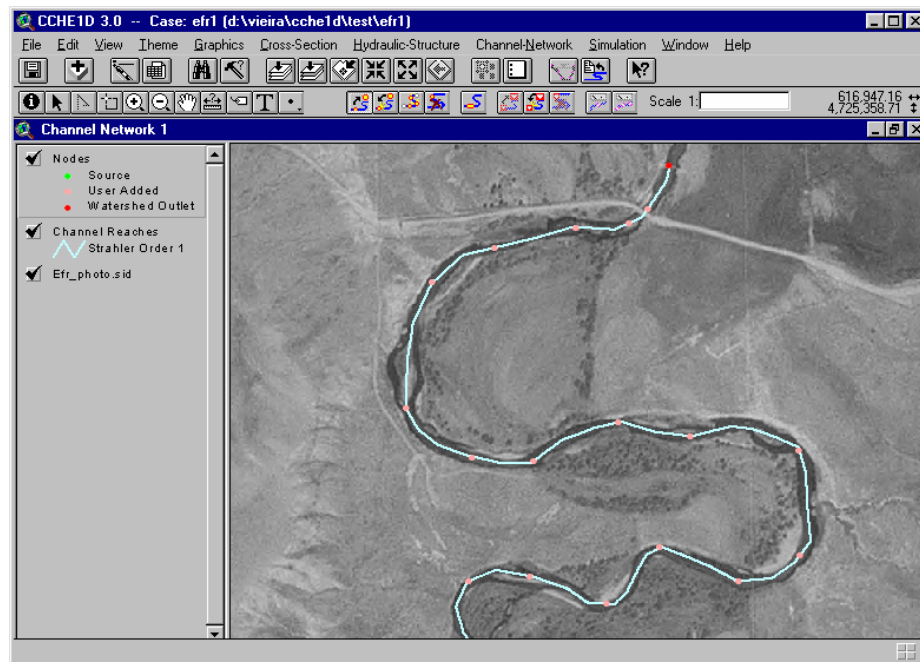 CCHE1D 3.0 -- Case: efr1 (d:\vieira\cche1d\test\efr1)
File Edit View Theme Graphics Cross-Section Hydraulic-Structure Channel-Network Simulation Window Help
T Scale 1: 616,947.16
4,725,358.71
Channel Network 1
Nodes
Source
User Added
Watershed Outlet
Channel Reaches
Strahler Order 1
Efr_photo.sid